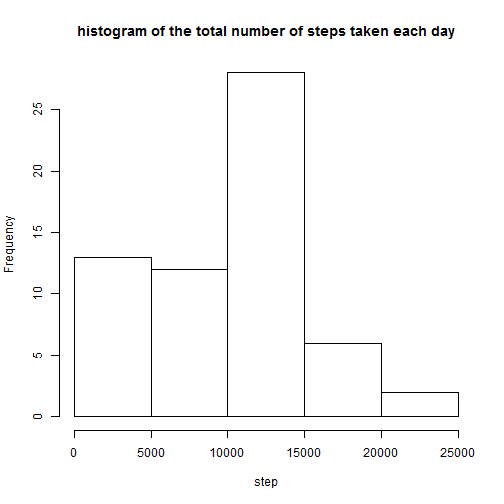 histogram of the total number of steps taken each day
Frequency
25
20
15
10
5
0
0 5000 10000 15000 20000 25000
step